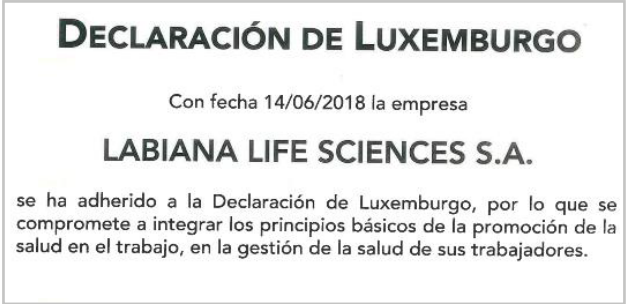 DECLARACIÓN DE LUXEMBURGO
Con fecha 14/06/2018 la empresa
LABIANA LIFE SCIENCES S.A.
se ha adherido a la Declaración de Luxemburgo, por lo que se
compromete a integrar los principios básicos de la promoción de la
salud en el trabajo, en la gestión de la salud de sus trabajadores.